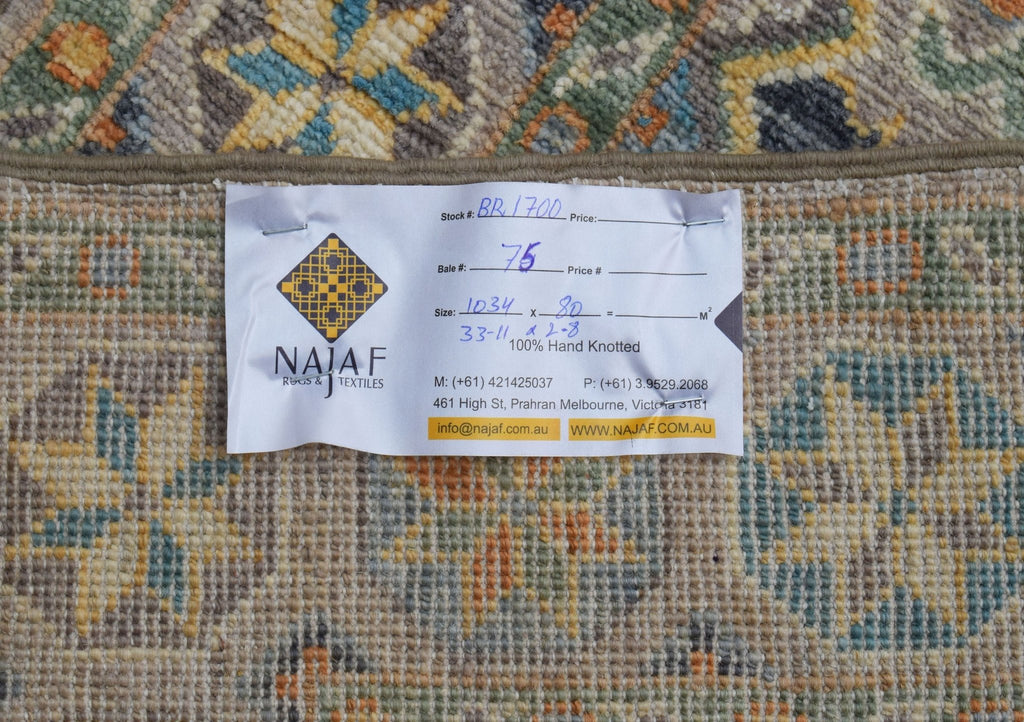 Stock #: BR 1700 Price:
Bale #: 75 Price #
Size: 1034 X 80 = M²
33-11 x 2-8
100% Hand Knotted
NAJAF
RUGS & TEXTILES
M: (+61) 421425037 P: (+61) 3.9529.2068
461 High St, Prahran Melbourne, Victoria 3181
info@najaf.com.au WWW.NAJAF.COM.AU